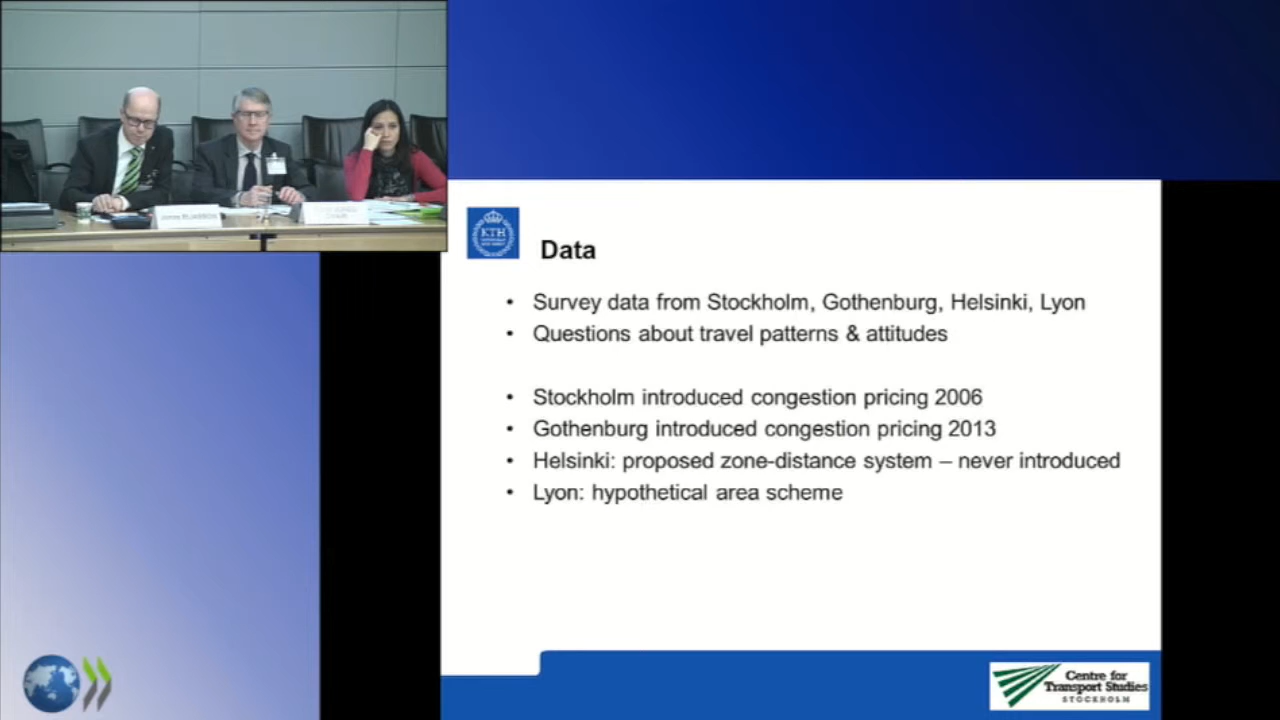 KTH
Data
• Survey data from Stockholm, Gothenburg, Helsinki, Lyon
• Questions about travel patterns & attitudes
• Stockholm introduced congestion pricing 2006
• Gothenburg introduced congestion pricing 2013
• Helsinki: proposed zone-distance system – never introduced
• Lyon: hypothetical area scheme
Centre for
Transport Studies
STOCKHOLM